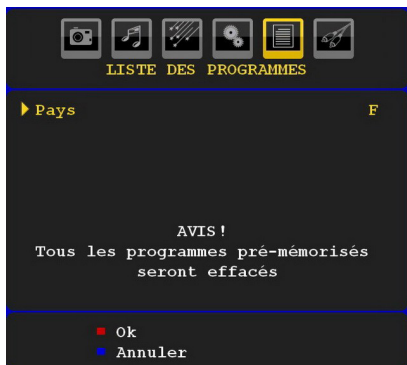 LISTE DES PROGRAMMES
Pays F
AVIS!
Tous les programmes pré-mémorisés
seront effacés
Ok
Annuler